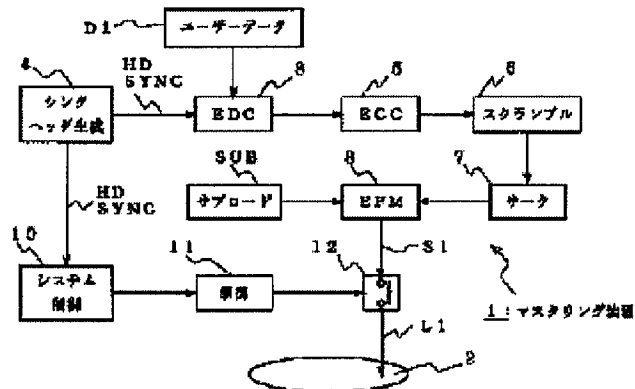 D1
ユーザーデータ
4
HD
SYNC
3
5
6
シンク
ヘッダ生成
EDC
ECC
スクランブル
SUB
8
7
HD
SYNC
サブコード
EFM
サーク
10
11
12
S1
システム
制御
1：マスタリング装置
L1
2